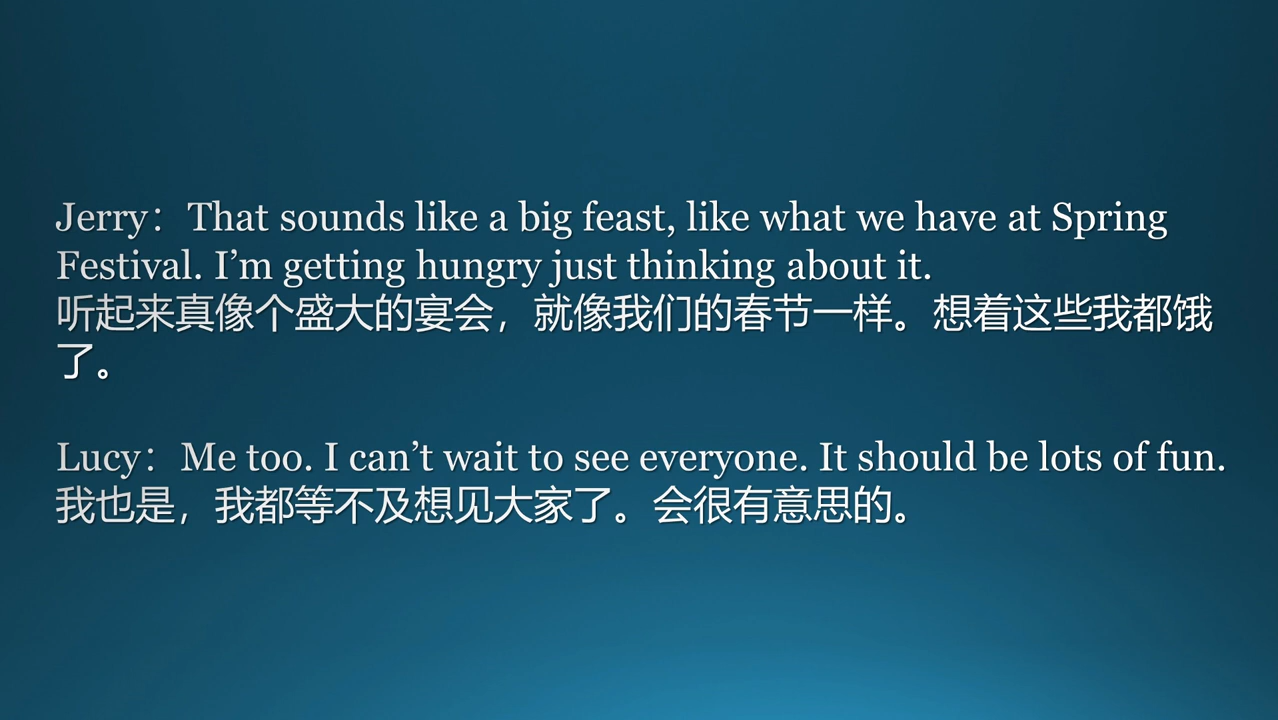 Jerry：That sounds like a big feast, like what we have at Spring
Festival. I’m getting hungry just thinking about it.
听起来真像个盛大的宴会，就像我们的春节一样。想着这些我都饿
了。
Lucy：Me too. I can’t wait to see everyone. It should be lots of fun.
我也是，我都等不及想见大家了。会很有意思的。